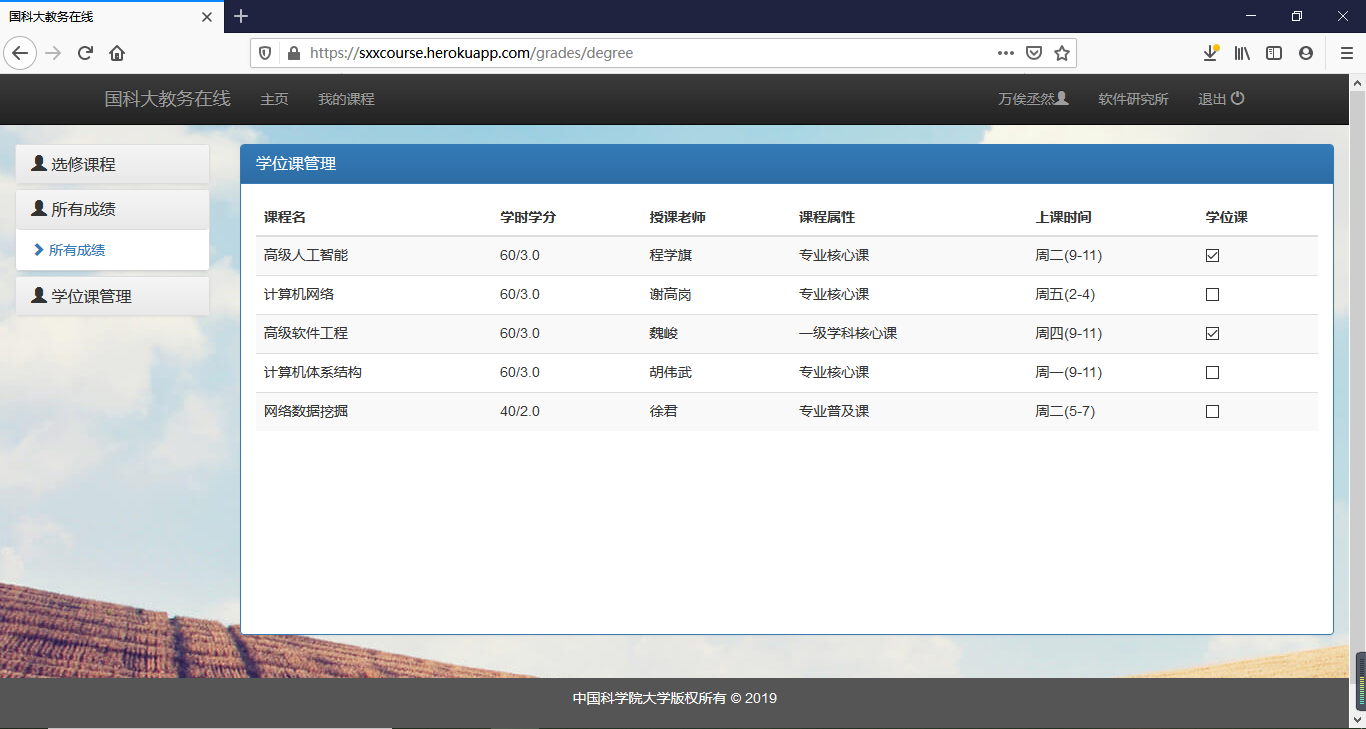 国科大教务在线
https://sxxcourse.herokuapp.com/grades/degree
国科大教务在线 主页 我的课程 万俟丞然 软件研究所 退出
选修课程
所有成绩
所有成绩
学位课管理
学位课管理
课程名 学时学分 授课老师 课程属性 上课时间 学位课
高级人工智能 60/3.0 程学旗 专业核心课 周二(9-11)
计算机网络 60/3.0 谢高岗 专业核心课 周五(2-4)
高级软件工程 60/3.0 魏峻 一级学科核心课 周四(9-11)
计算机体系结构 60/3.0 胡伟武 专业核心课 周一(9-11)
网络数据挖掘 40/2.0 徐君 专业普及课 周二(5-7)
中国科学院大学版权所有 © 2019